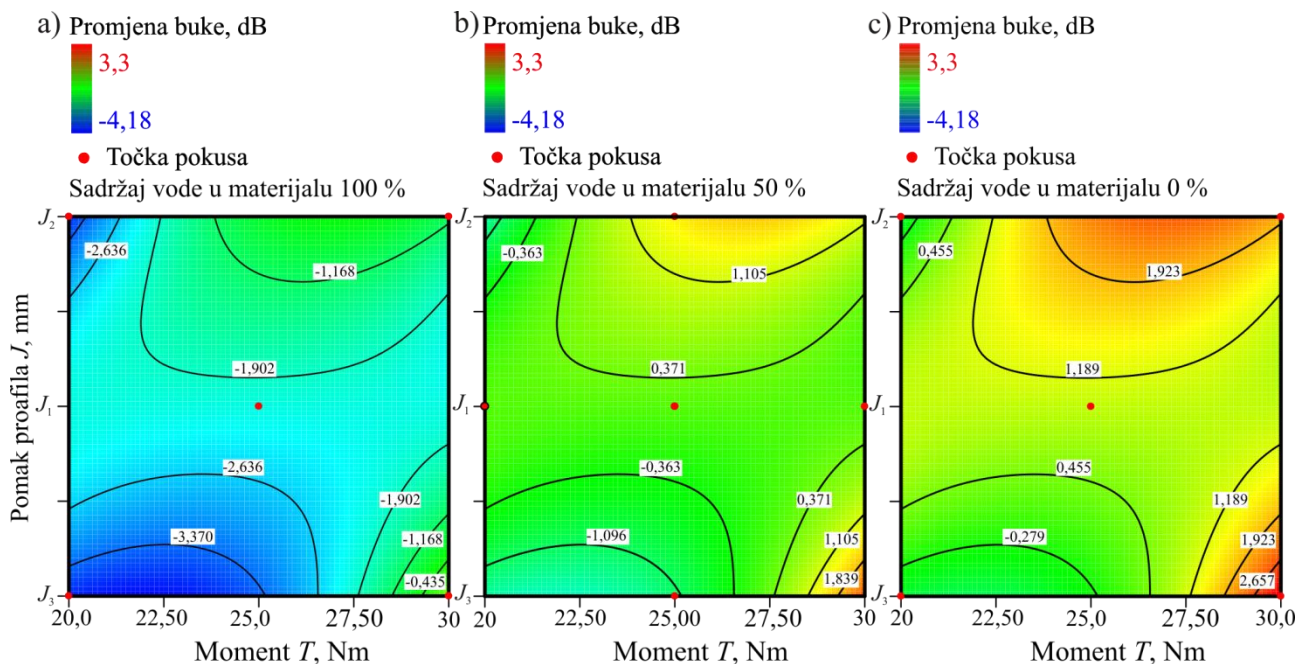 a) Promjena buke, dB
3,3
-4,18
Točka pokusa
Sadržaj vode u materijalu 100 %
b) Promjena buke, dB
3,3
-4,18
Točka pokusa
Sadržaj vode u materijalu 50 %
c) Promjena buke, dB
3,3
-4,18
Točka pokusa
Sadržaj vode u materijalu 0 %
Pomak proafila J, mm
J2
J1
J3
-2,636
-1,168
-1,902
-2,636
-1,902
-3,370
-1,168
-0,435
20,0 22,50 25,0 27,50 30,0
Moment T, Nm
J2
J1
J3
-0,363
1,105
0,371
-0,363
0,371
-1,096
1,105
1,839
20,0 22,50 25,0 27,50 30,0
Moment T, Nm
J2
J1
J3
0,455
1,923
1,189
0,455
1,189
-0,279
1,923
2,657
20,0 22,50 25,0 27,50 30,0
Moment T, Nm